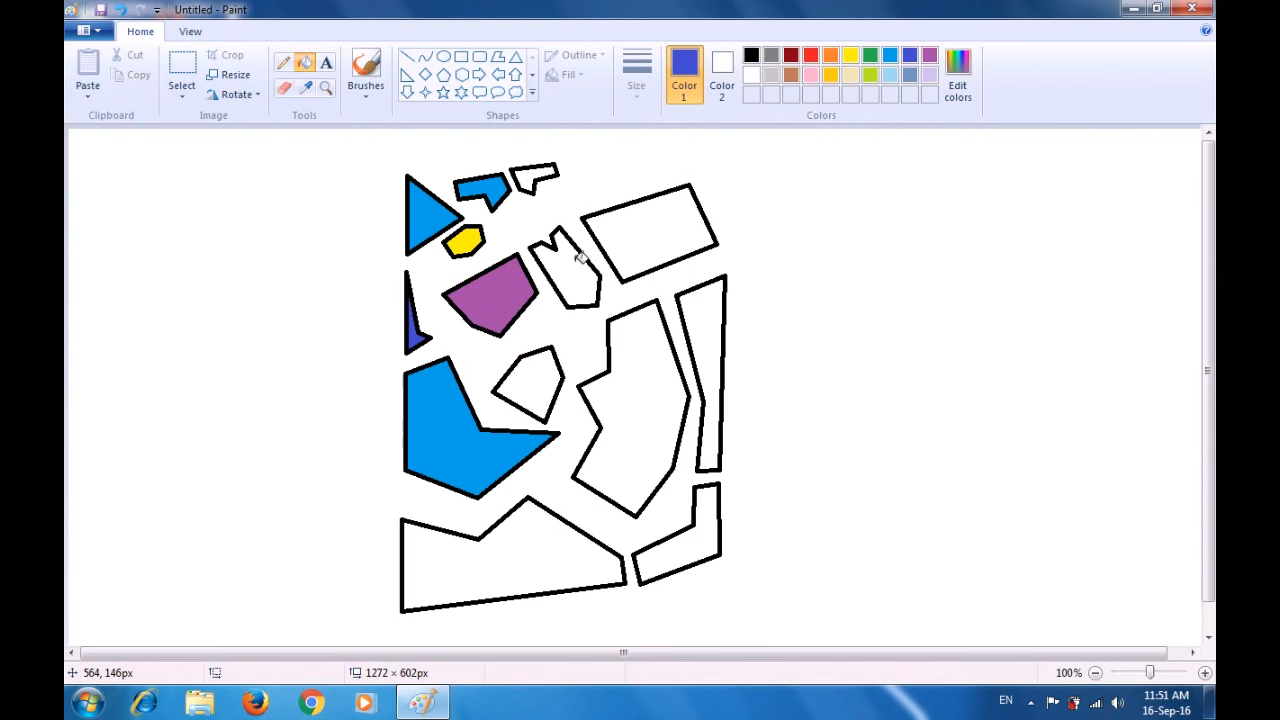 Untitled - Paint
Home View
Paste
Cut
Copy
Clipboard
Select
Crop
Resize
Rotate
Image
A
Tools
Brushes
Outline
Fill
Shapes
Size
Color
1
Color
2
Edit
colors
Colors
564, 146px
1272 × 602px
100%
EN
11:51 AM
16-Sep-16